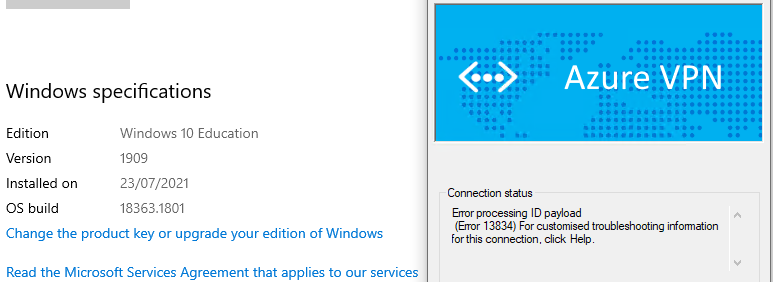 Windows specifications
Edition Windows 10 Education
Version 1909
Installed on 23/07/2021
OS build 18363.1801
Change the product key or upgrade your edition of Windows
Read the Microsoft Services Agreement that applies to our services
Azure VPN
Connection status
Error processing ID payload
(Error 13834) For customised troubleshooting information
for this connection, click Help.